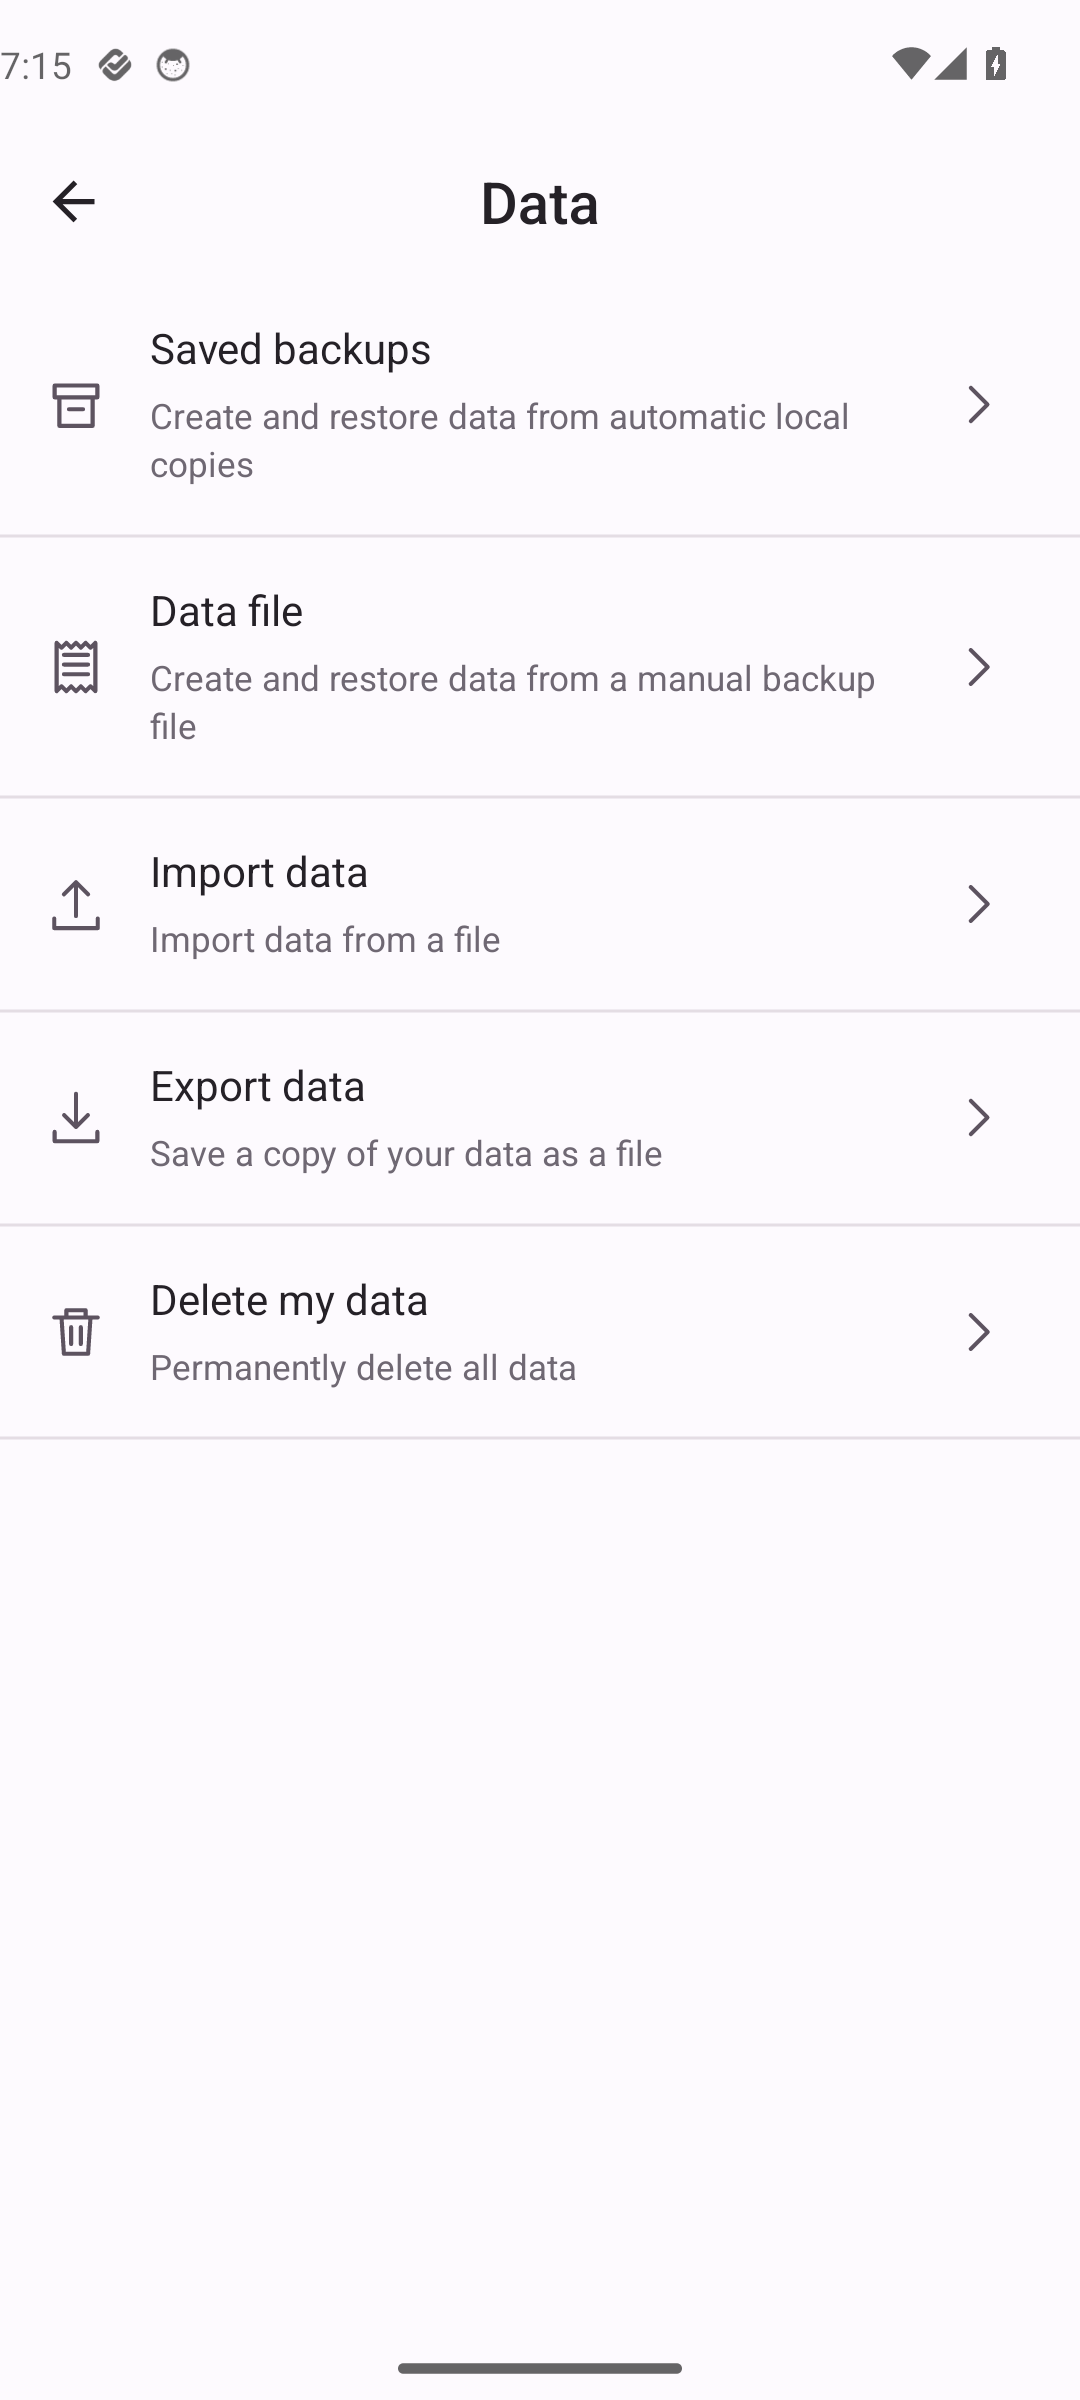 7:15
Data
Saved backups
Create and restore data from automatic local
copies
Data file
Create and restore data from a manual backup
file
Import data
Import data from a file
Export data
Save a copy of your data as a file
Delete my data
Permanently delete all data